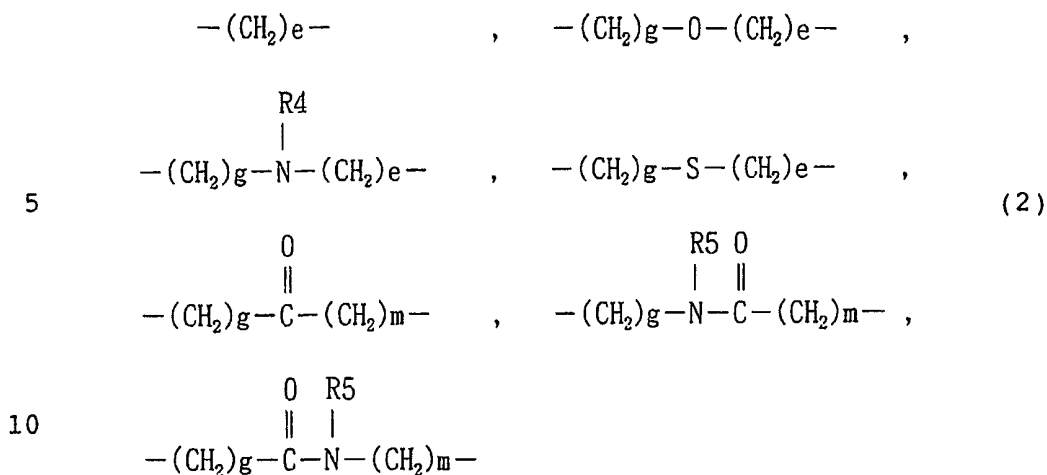 —(CH₂)e— , —(CH₂)g—O—(CH₂)e— ,
R4
|
—(CH₂)g—N—(CH₂)e— , —(CH₂)g—S—(CH₂)e— ,
5 (2)
O R5 O
‖ | ‖
—(CH₂)g—C—(CH₂)m— , —(CH₂)g—N—C—(CH₂)m— ,
O R5
10 ‖ |
—(CH₂)g—C—N—(CH₂)m—